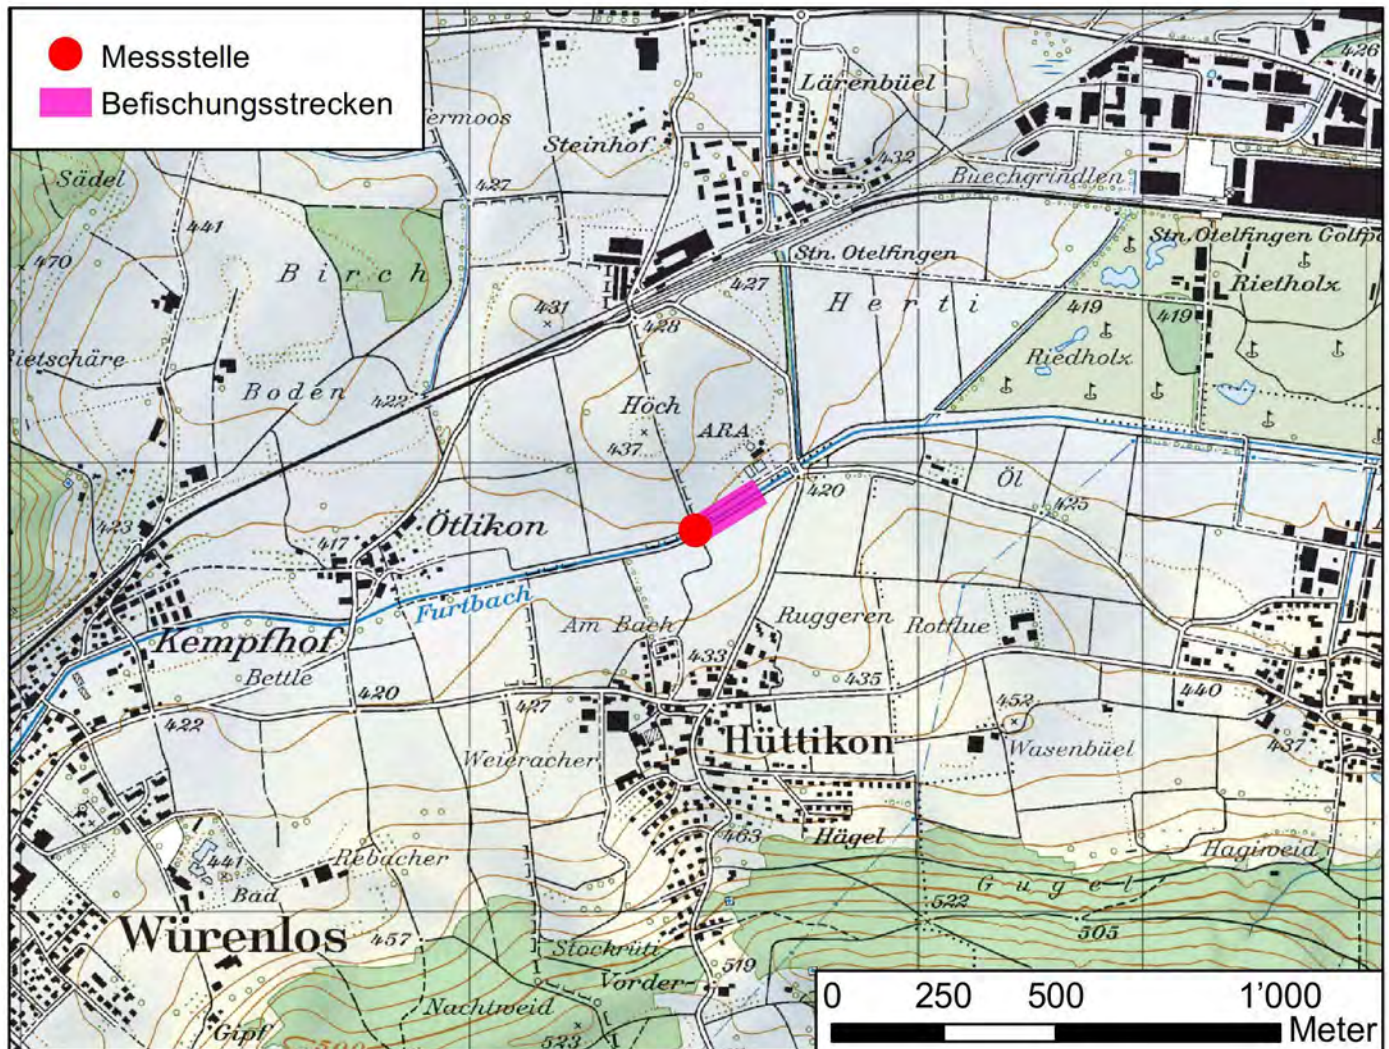 Messstelle
Befischungsstrecken
426
Lärenbüel
ermoos
Steinhof
432
Buechgrindlen
Sädel
427
441
Stn. Otelfingen Golfp
470
Birch
Stn. Otelfingen
427
Herti
Rietholz
431
419
419
428
Riedholz
ietschäre
Boden
422
Höch
437
ARA
420
Öl
425
423
Ötlikon
417
Furtbach
Am Bach
Ruggeren
Rotflue
Kempfhof
433
Bettle
420
435
440
427
452
422
Hüttikon
Wasenbüel
437
Weieracher
463
Hägel
Hagiweid
441
Rebacher
Bad
Gugel
522
505
Würenlos
457
Stockrüti
519
Vorder-
Nachtweid
Gipf
500
523
0 250 500 1'000
Meter